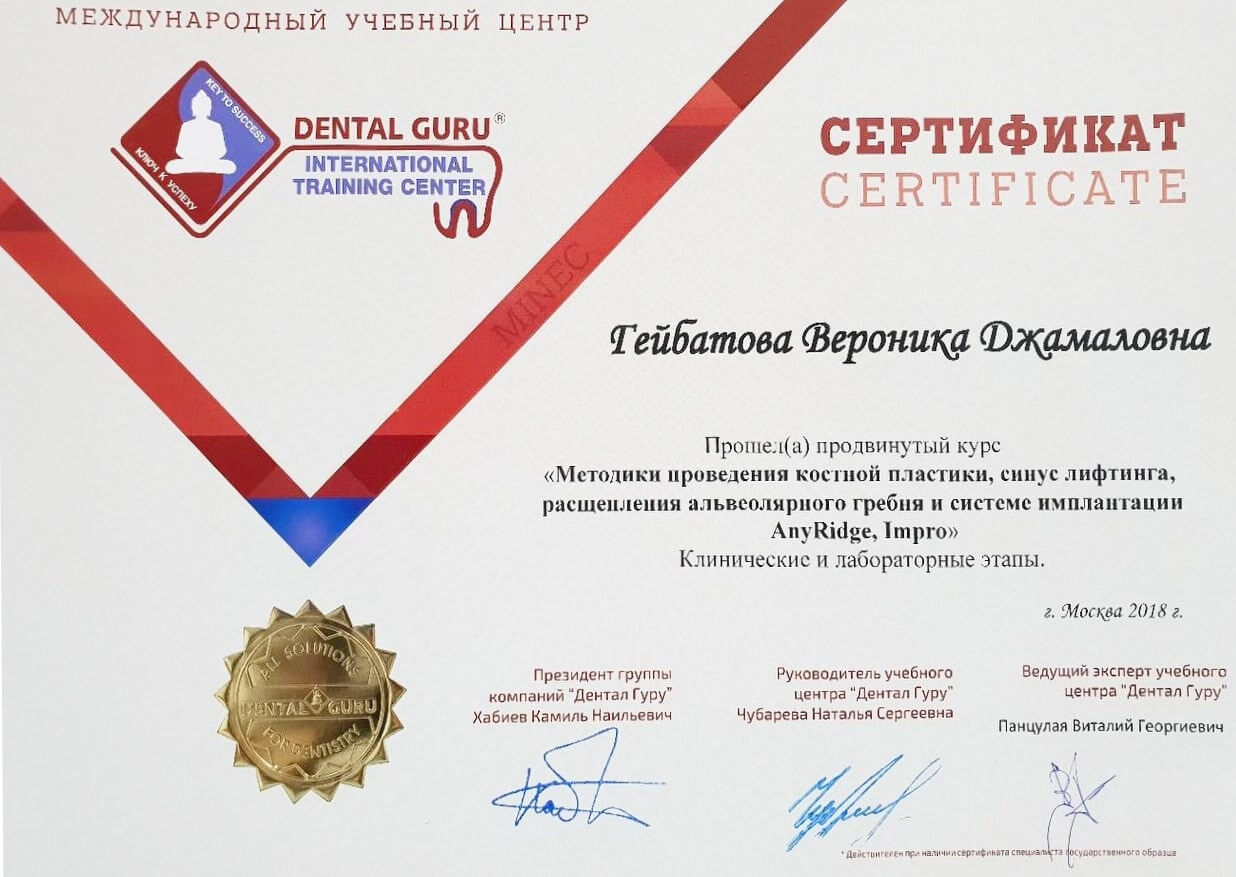 МЕЖДУНАРОДНЫЙ УЧЕБНЫЙ ЦЕНТР
KEY TO SUCCESS
КЛЮЧ К УСПЕХУ
DENTAL GURU®
INTERNATIONAL
TRAINING CENTER
СЕРТИФИКАТ
CERTIFICATE
MINEC
Гейбатова Вероника Джамаловна
Прошел(а) продвинутый курс
«Методики проведения костной пластики, синус лифтинга,
расщепления альвеолярного гребня и системе имплантации
AnyRidge, Impro»
Клинические и лабораторные этапы.
г. Москва 2018 г.
ALL SOLUTIONS
DENTAL GURU
FOR DENTISTRY
Президент группы
компаний "Дентал Гуру"
Хабиев Камиль Наильевич
Руководитель учебного
центра "Дентал Гуру"
Чубарева Наталья Сергеевна
Ведущий эксперт учебного
центра "Дентал Гуру"
Панцулая Виталий Георгиевич
* Действителен при наличии сертификата специалиста государственного образца